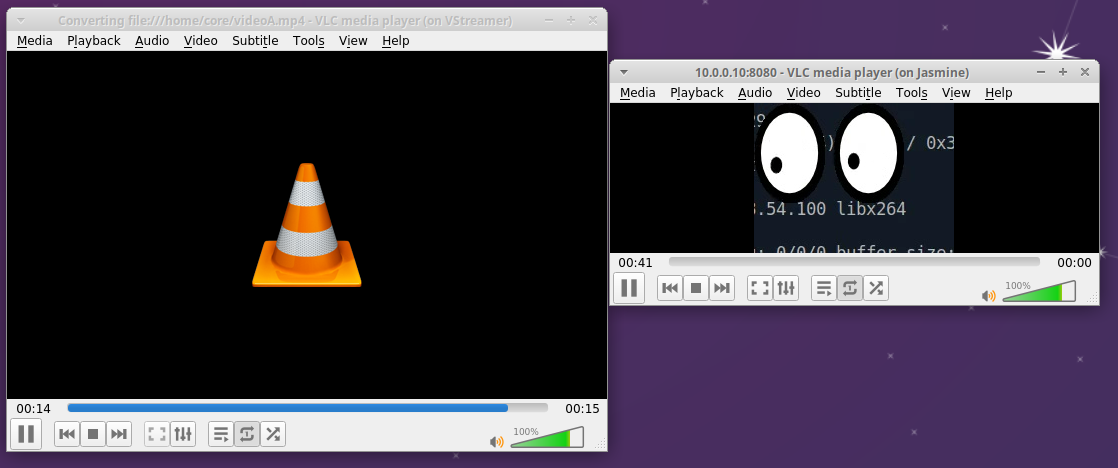 Converting file:///home/core/videoA.mp4 - VLC media player (on VStreamer)
Media Playback Audio Video Subtitle Tools View Help
00:14 00:15
100%
10.0.0.10:8080 - VLC media player (on Jasmine)
Media Playback Audio Video Subtitle Tools View Help
/ 0x3
.54.100 libx264
0/0/0 buffer size:
00:41 00:00
100%